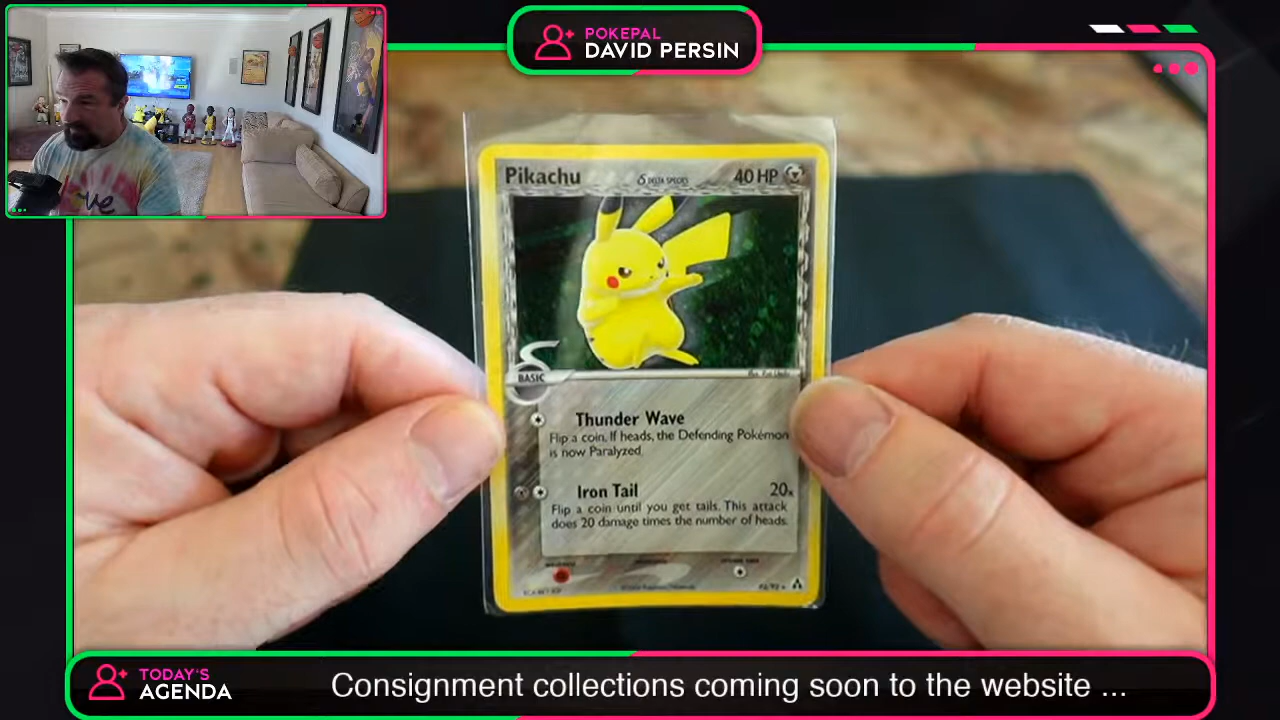 POKEPAL
DAVID PERSIN
Pikachu δ DELTA SPECIES 40 HP
BASIC
Thunder Wave
Flip a coin. If heads, the Defending Pokémon
is now Paralyzed.
Iron Tail 20x
Flip a coin until you get tails. This attack
does 20 damage times the number of heads.
TODAY'S
AGENDA
Consignment collections coming soon to the website ...